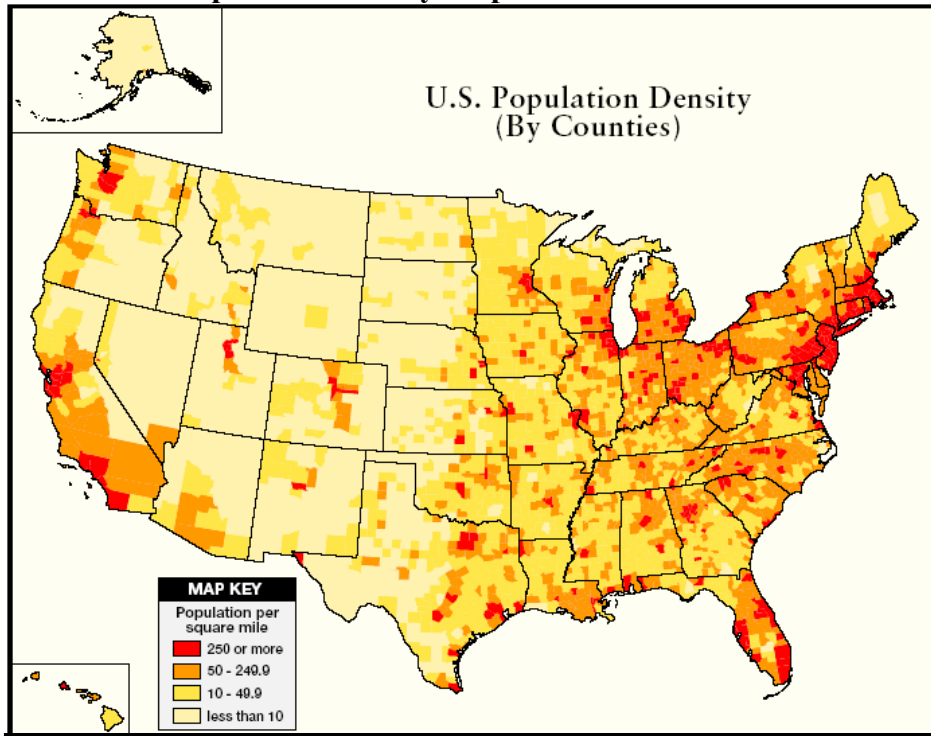 U.S. Population Density
(By Counties)
MAP KEY
Population per
square mile
250 or more
50 - 249.9
10 - 49.9
less than 10